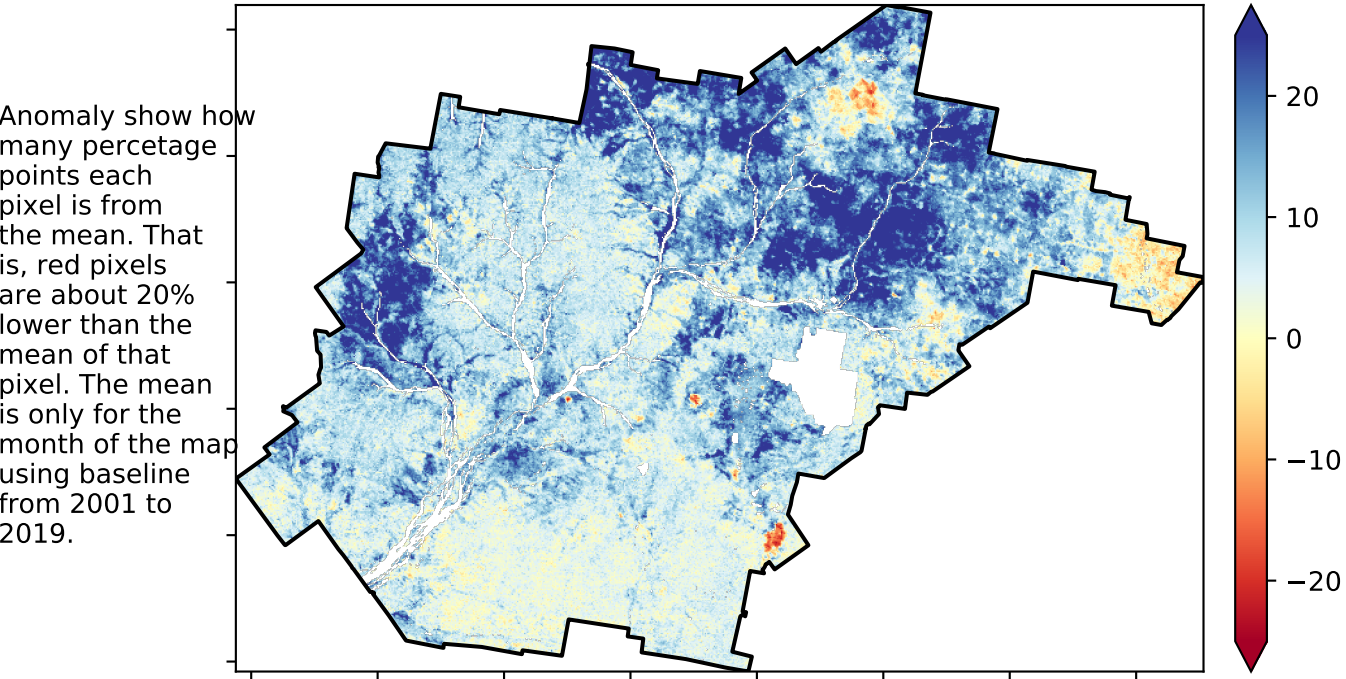 Anomaly show how
many percetage
points each
pixel is from
the mean. That
is, red pixels
are about 20%
lower than the
mean of that
pixel. The mean
is only for the
month of the map
using baseline
from 2001 to
2019.
20
10
0
−10
−20